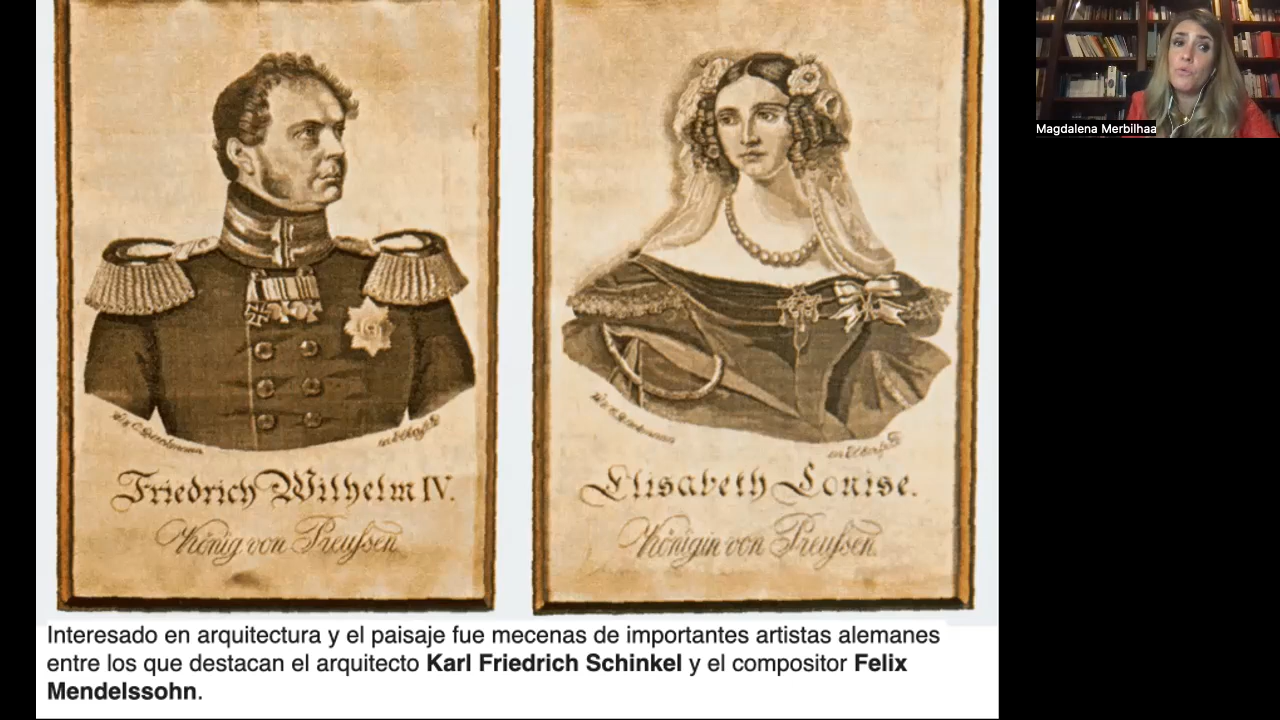 Magdalena Merbilhaa
Friedrich Wilhelm IV.
König von Preußen
Elisabeth Louise.
Königin von Preußen.
Interesado en arquitectura y el paisaje fue mecenas de importantes artistas alemanes
entre los que destacan el arquitecto Karl Friedrich Schinkel y el compositor Felix
Mendelssohn.